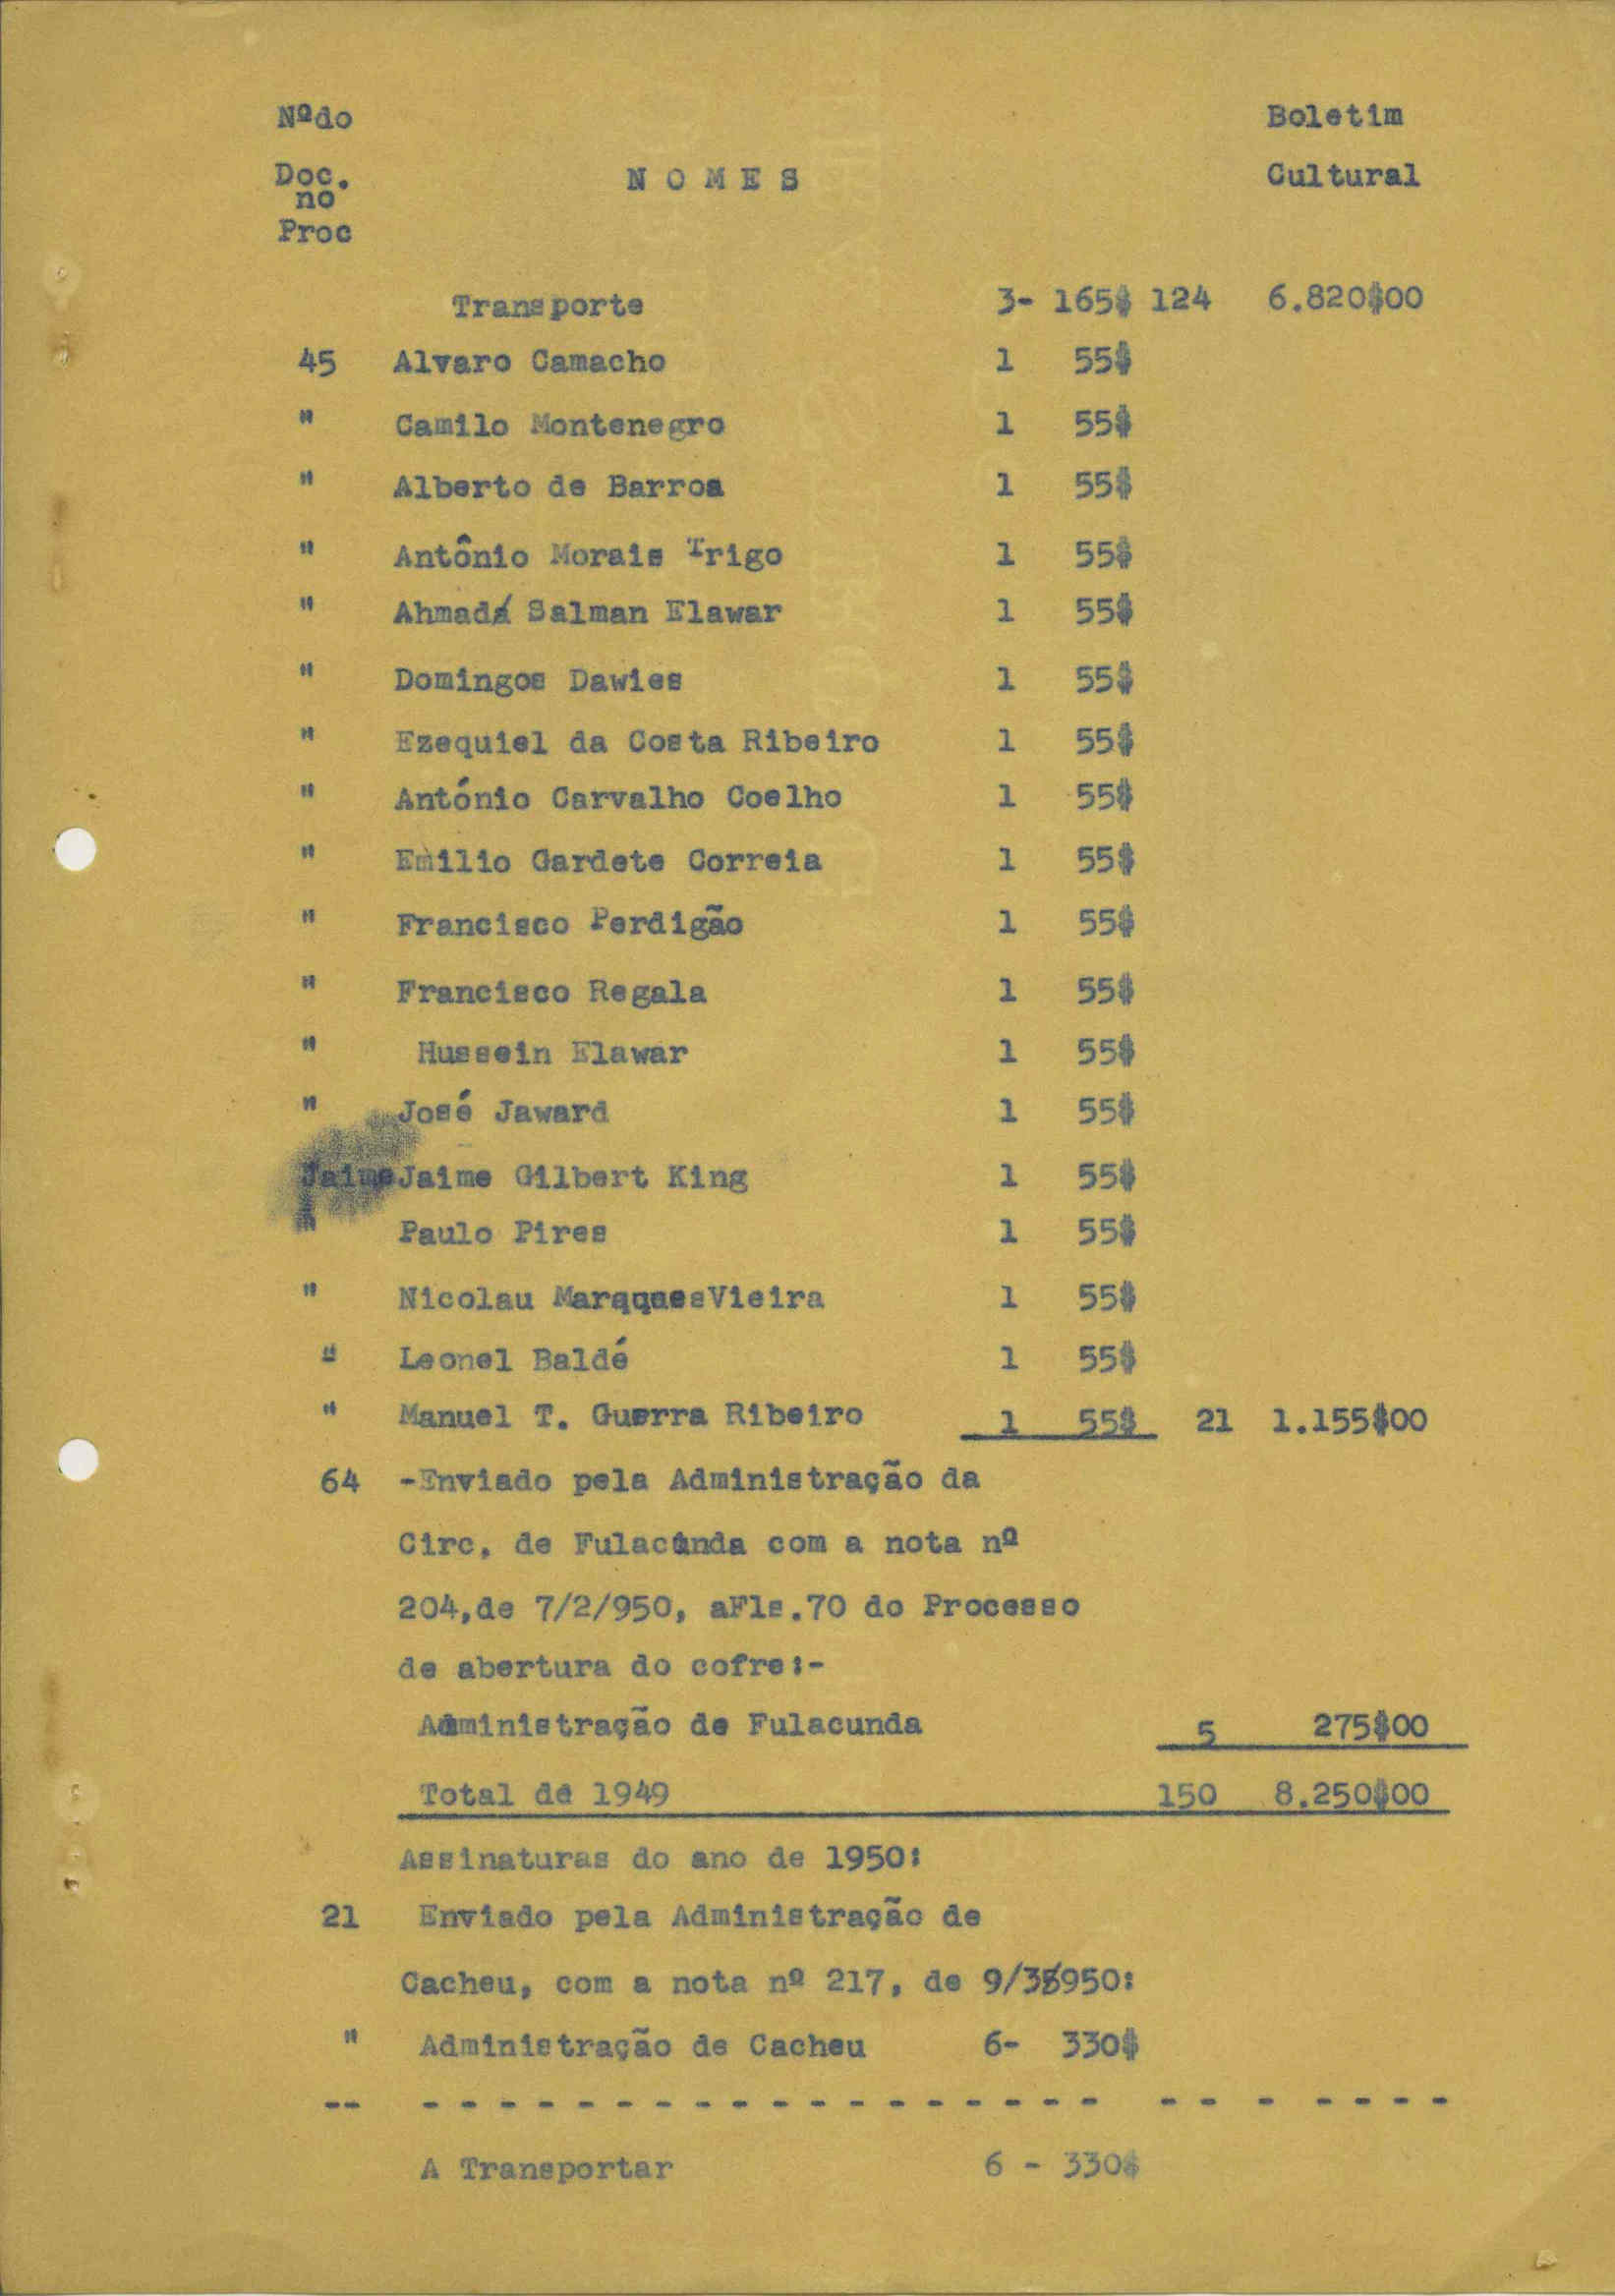 Nºdo Boletim
Doc. N O M E S Cultural
no
Proc
Transporte 3- 165$ 124 6.820$00
45 Alvaro Camacho 1 55$
" Camilo Montenegro 1 55$
" Alberto de Barros 1 55$
" Antônio Morais Trigo 1 55$
" Ahmad Salman Elawar 1 55$
" Domingos Dawies 1 55$
" Ezequiel da Costa Ribeiro 1 55$
" António Carvalho Coelho 1 55$
" Emilio Gardete Correia 1 55$
" Francisco Perdigão 1 55$
" Francisco Regala 1 55$
" Hussein Elawar 1 55$
" José Jaward 1 55$
Jaime Jaime Gilbert King 1 55$
" Paulo Pires 1 55$
" Nicolau Marques Vieira 1 55$
" Leonel Baldé 1 55$
" Manuel T. Guerra Ribeiro 1 55$ 21 1.155$00
64 -Enviado pela Administração da
Circ. de Fulacunda com a nota nº
204,de 7/2/950, aFls.70 do Processo
de abertura do cofre:-
Administração de Fulacunda 5 275$00
Total de 1949 150 8.250$00
Assinaturas do ano de 1950:
21 Enviado pela Administração de
Cacheu, com a nota nº 217, de 9/3/950:
" Administração de Cacheu 6- 330$
-- - - - - - - - - - - - - - - - - - - -- - - - - -
A Transportar 6 - 330$